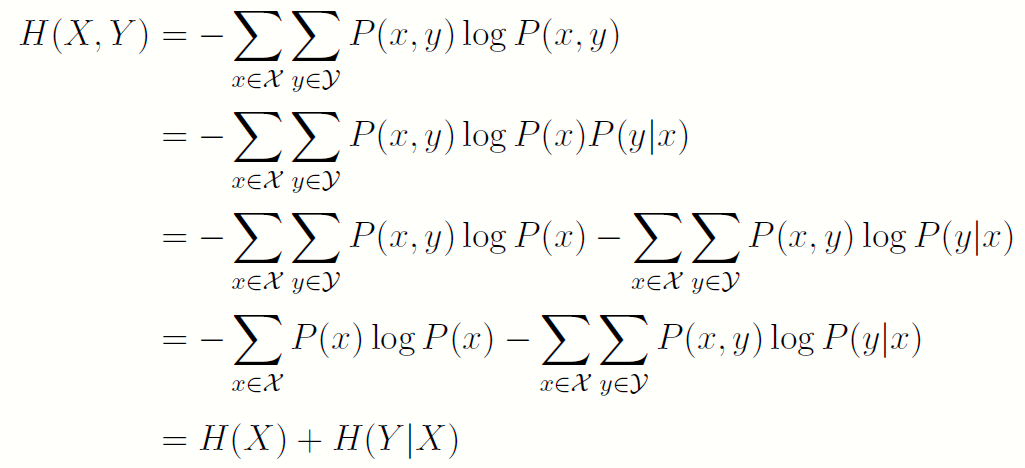 H(X, Y) = − ∑_{x∈𝒳} ∑_{y∈𝒴} P(x, y) log P(x, y)
= − ∑_{x∈𝒳} ∑_{y∈𝒴} P(x, y) log P(x)P(y|x)
= − ∑_{x∈𝒳} ∑_{y∈𝒴} P(x, y) log P(x) − ∑_{x∈𝒳} ∑_{y∈𝒴} P(x, y) log P(y|x)
= − ∑_{x∈𝒳} P(x) log P(x) − ∑_{x∈𝒳} ∑_{y∈𝒴} P(x, y) log P(y|x)
= H(X) + H(Y|X)